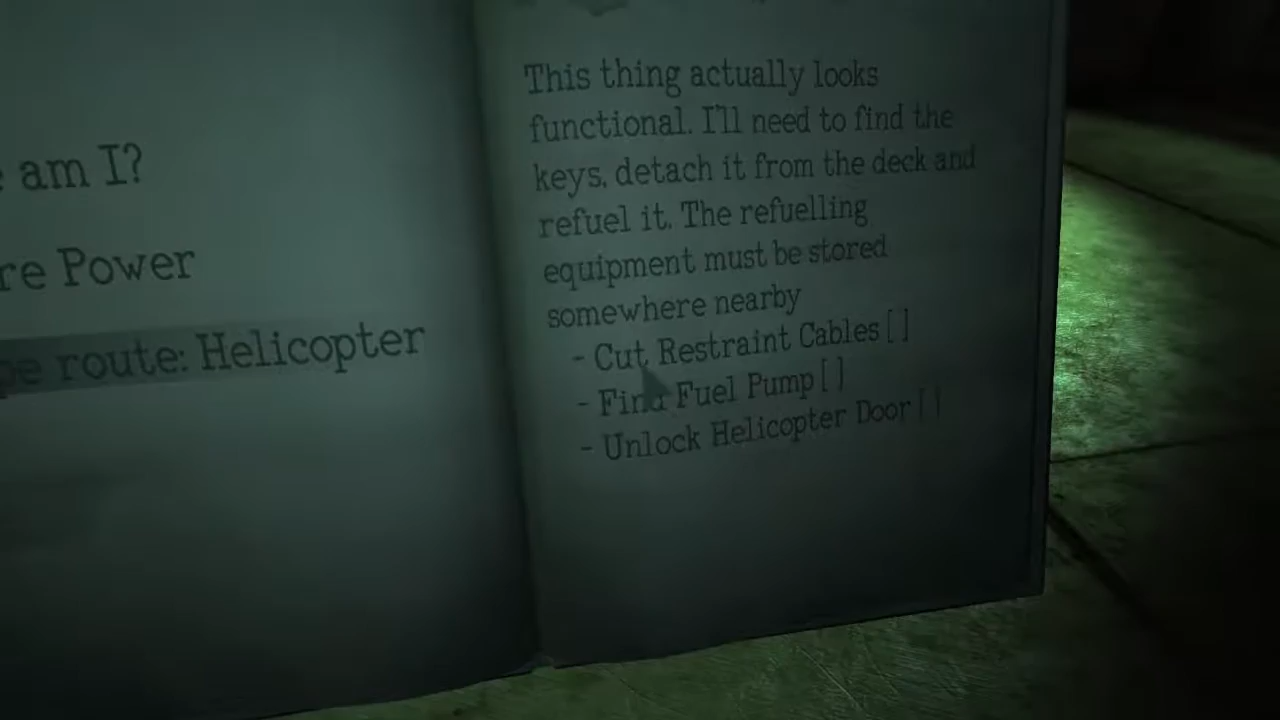 am I?
re Power
pe route: Helicopter
This thing actually looks
functional. I'll need to find the
keys, detach it from the deck and
refuel it. The refuelling
equipment must be stored
somewhere nearby
- Cut Restraint Cables [ ]
- Find Fuel Pump [ ]
- Unlock Helicopter Door [ ]